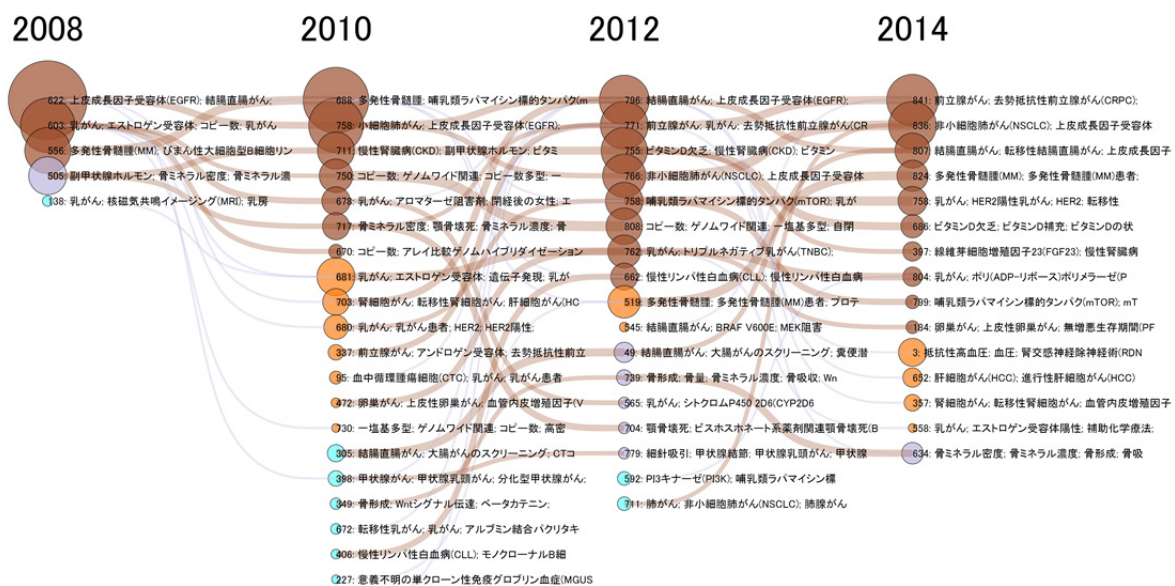 2008
2010
2012
2014
622: 上皮成長因子受容体(EGFR); 結腸直腸がん;
603: 乳がん; エストロゲン受容体; コピー数; 乳がん
556: 多発性骨髄腫(MM); びまん性大細胞型B細胞リン
505: 副甲状腺ホルモン; 骨ミネラル密度; 骨ミネラル濃
138: 乳がん; 核磁気共鳴イメージング(MRI); 乳房
688: 多発性骨髄腫; 哺乳類ラパマイシン標的タンパク(m
758: 小細胞肺がん; 上皮成長因子受容体(EGFR);
711: 慢性腎臓病(CKD); 副甲状腺ホルモン; ビタミ
750: コピー数; ゲノムワイド関連; コピー数多型; 一
678: 乳がん; アロマターゼ阻害剤; 閉経後の女性; エ
717: 骨ミネラル密度; 顎骨壊死; 骨ミネラル濃度; 骨
670: コピー数; アレイ比較ゲノムハイブリダイゼーション
681: 乳がん; エストロゲン受容体; 遺伝子発現; 乳が
703: 腎細胞がん; 転移性腎細胞がん; 肝細胞がん(HC
680: 乳がん; 乳がん患者; HER2; HER2陽性;
337: 前立腺がん; アンドロゲン受容体; 去勢抵抗性前立
95: 血中循環腫瘍細胞(CTC); 乳がん; 乳がん患者
472: 卵巣がん; 上皮性卵巣がん; 血管内皮増殖因子(V
730: 一塩基多型; ゲノムワイド関連; コピー数; 高密
305: 結腸直腸がん; 大腸がんのスクリーニング; CTコ
398: 甲状腺がん; 甲状腺乳頭がん; 分化型甲状腺がん;
349: 骨形成; Wntシグナル伝達; ベータカテニン;
672: 転移性乳がん; 乳がん; アルブミン結合パクリタキ
406: 慢性リンパ性白血病(CLL); モノクローナルB細
227: 意義不明の単クローン性免疫グロブリン血症(MGUS
796: 結腸直腸がん; 上皮成長因子受容体(EGFR);
771: 前立腺がん; 乳がん; 去勢抵抗性前立腺がん(CR
755: ビタミンD欠乏; 慢性腎臓病(CKD); ビタミン
766: 非小細胞肺がん(NSCLC); 上皮成長因子受容体
758: 哺乳類ラパマイシン標的タンパク(mTOR); 乳が
808: コピー数; ゲノムワイド関連; 一塩基多型; 自閉
762: 乳がん; トリプルネガティブ乳がん(TNBC);
662: 慢性リンパ性白血病(CLL); 慢性リンパ性白血病
519: 多発性骨髄腫; 多発性骨髄腫(MM)患者; プロテ
545: 結腸直腸がん; BRAF V600E; MEK阻害
49: 結腸直腸がん; 大腸がんのスクリーニング; 糞便潜
739: 骨形成; 骨量; 骨ミネラル濃度; 骨吸収; Wn
565: 乳がん; シトクロムP450 2D6(CYP2D6
704: 顎骨壊死; ビスホスホネート系薬剤関連顎骨壊死(B
779: 細針吸引; 甲状腺結節; 甲状腺乳頭がん; 甲状腺
592: PI3キナーゼ(PI3K); 哺乳類ラパマイシン標
711: 肺がん; 非小細胞肺がん(NSCLC); 肺腺がん
841: 前立腺がん; 去勢抵抗性前立腺がん(CRPC);
836: 非小細胞肺がん(NSCLC); 上皮成長因子受容体
807: 結腸直腸がん; 転移性結腸直腸がん; 上皮成長因子
824: 多発性骨髄腫(MM); 多発性骨髄腫(MM)患者;
758: 乳がん; HER2陽性乳がん; HER2; 転移性
686: ビタミンD欠乏; ビタミンD補充; ビタミンDの状
397: 線維芽細胞増殖因子23(FGF23); 慢性腎臓病
804: 乳がん; ポリ(ADP-リボース)ポリメラーゼ(P
799: 哺乳類ラパマイシン標的タンパク(mTOR); mT
184: 卵巣がん; 上皮性卵巣がん; 無増悪生存期間(PF
3: 抵抗性高血圧; 血圧; 腎交感神経除神経術(RDN
652: 肝細胞がん(HCC); 進行性肝細胞がん(HCC)
357: 腎細胞がん; 転移性腎細胞がん; 血管内皮増殖因子
558: 乳がん; エストロゲン受容体陽性; 補助化学療法;
634: 骨ミネラル密度; 骨ミネラル濃度; 骨形成; 骨吸